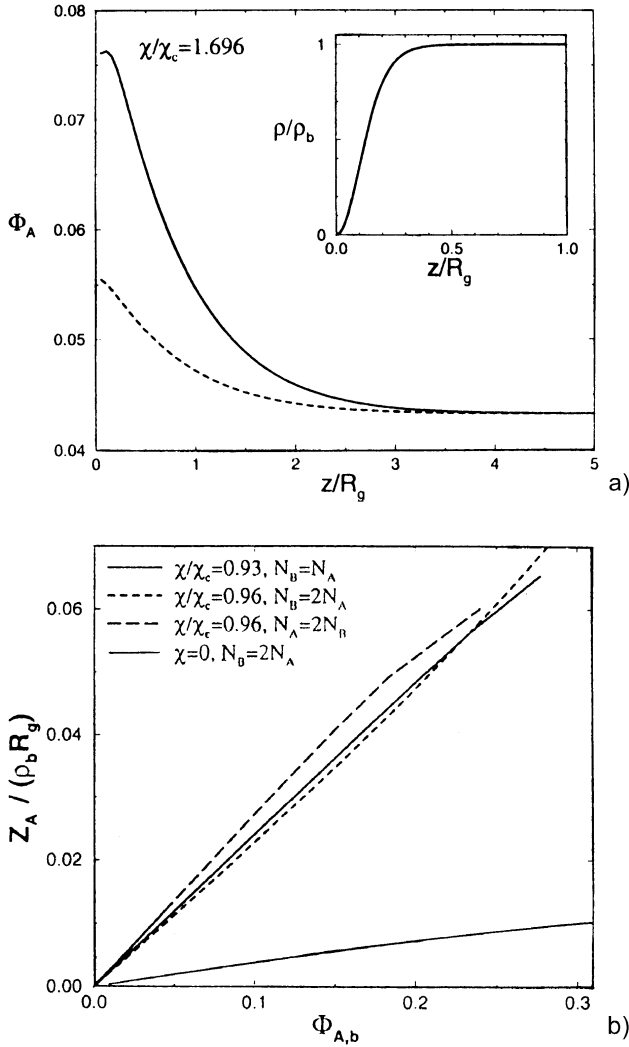 0.08
χ/χc=1.696
0.07
ΦA
0.06
0.05
0.04
0 1 2 3 4 5
z/Rg
1
ρ/ρb
0
0.0 0.5 1.0
z/Rg
a)
χ/χc=0.93, NB=NA
χ/χc=0.96, NB=2NA
χ/χc=0.96, NA=2NB
χ=0, NB=2NA
0.06
ZA / (ρbRg)
0.04
0.02
0.00
0.0 0.1 0.2 0.3
ΦA,b
b)